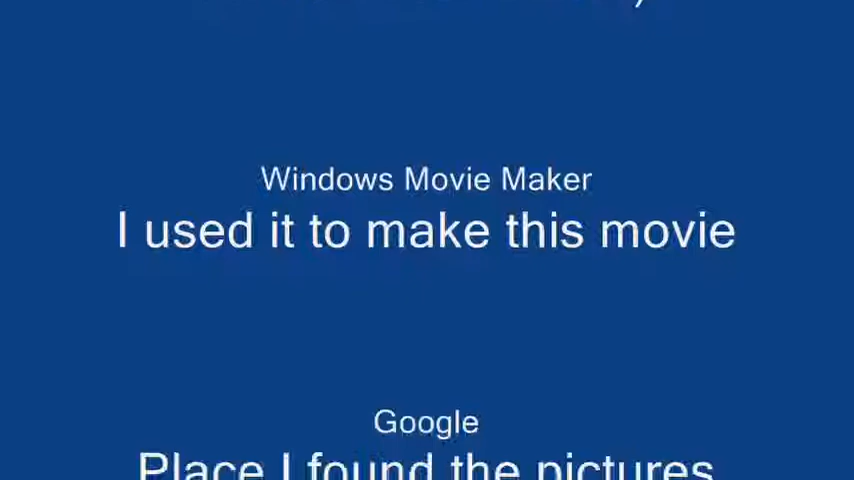 Windows Movie Maker
I used it to make this movie
Google
Place I found the pictures